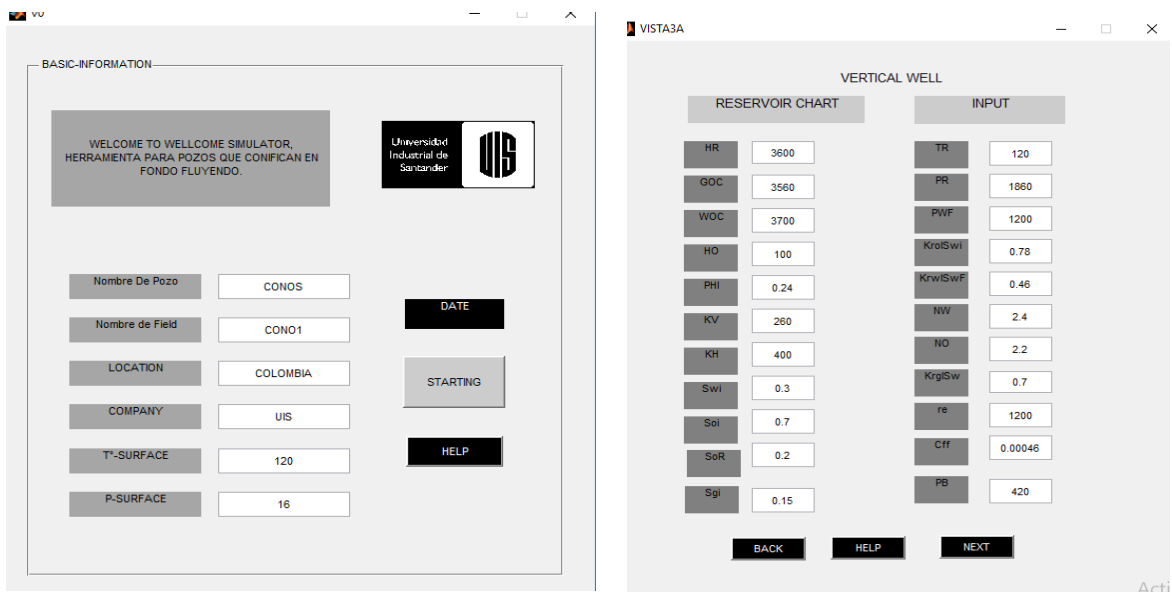 V0
BASIC-INFORMATION
WELCOME TO WELLCOME SIMULATOR,
HERRAMIENTA PARA POZOS QUE CONIFICAN EN
FONDO FLUYENDO.
Universidad
Industrial de
Santander
UIS
Nombre De Pozo CONOS
Nombre de Field CONO1
LOCATION COLOMBIA
COMPANY UIS
T°-SURFACE 120
P-SURFACE 16
DATE
STARTING
HELP
VISTA3A
VERTICAL WELL
RESERVOIR CHART INPUT
HR 3600 TR 120
GOC 3560 PR 1860
WOC 3700 PWF 1200
HO 100 KrolSwi 0.78
PHI 0.24 KrwlSwF 0.46
KV 260 NW 2.4
KH 400 NO 2.2
Swi 0.3 KrglSw 0.7
Soi 0.7 re 1200
SoR 0.2 Cff 0.00046
Sgi 0.15 PB 420
BACK HELP NEXT
Acti